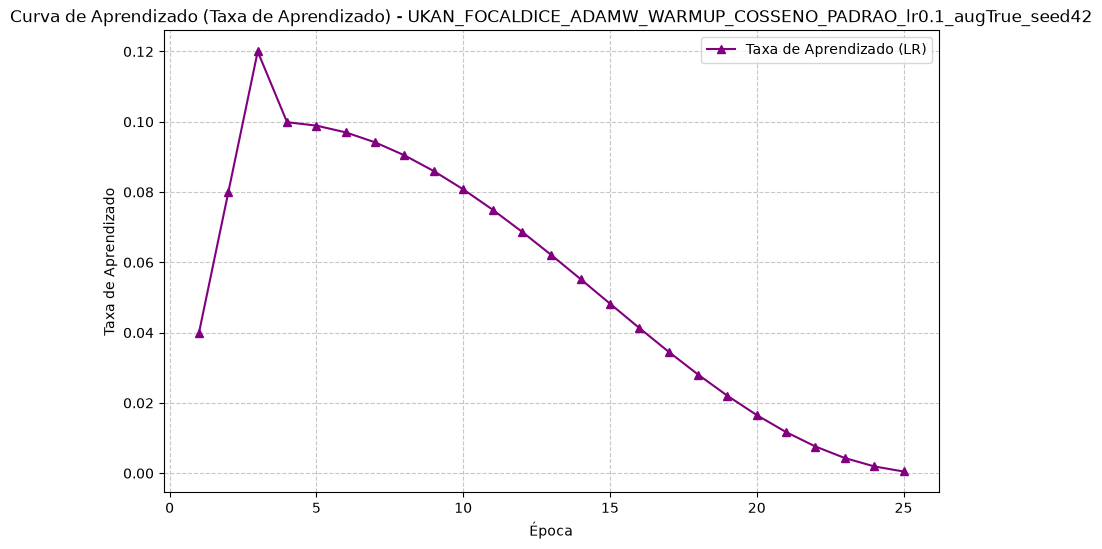 Curva de Aprendizado (Taxa de Aprendizado) - UKAN_FOCALDICE_ADAMW_WARMUP_COSSENO_PADRAO_lr0.1_augTrue_seed42
Taxa de Aprendizado (LR)
0.12
0.10
0.08
0.06
0.04
0.02
0.00
Taxa de Aprendizado
0 5 10 15 20 25
Época